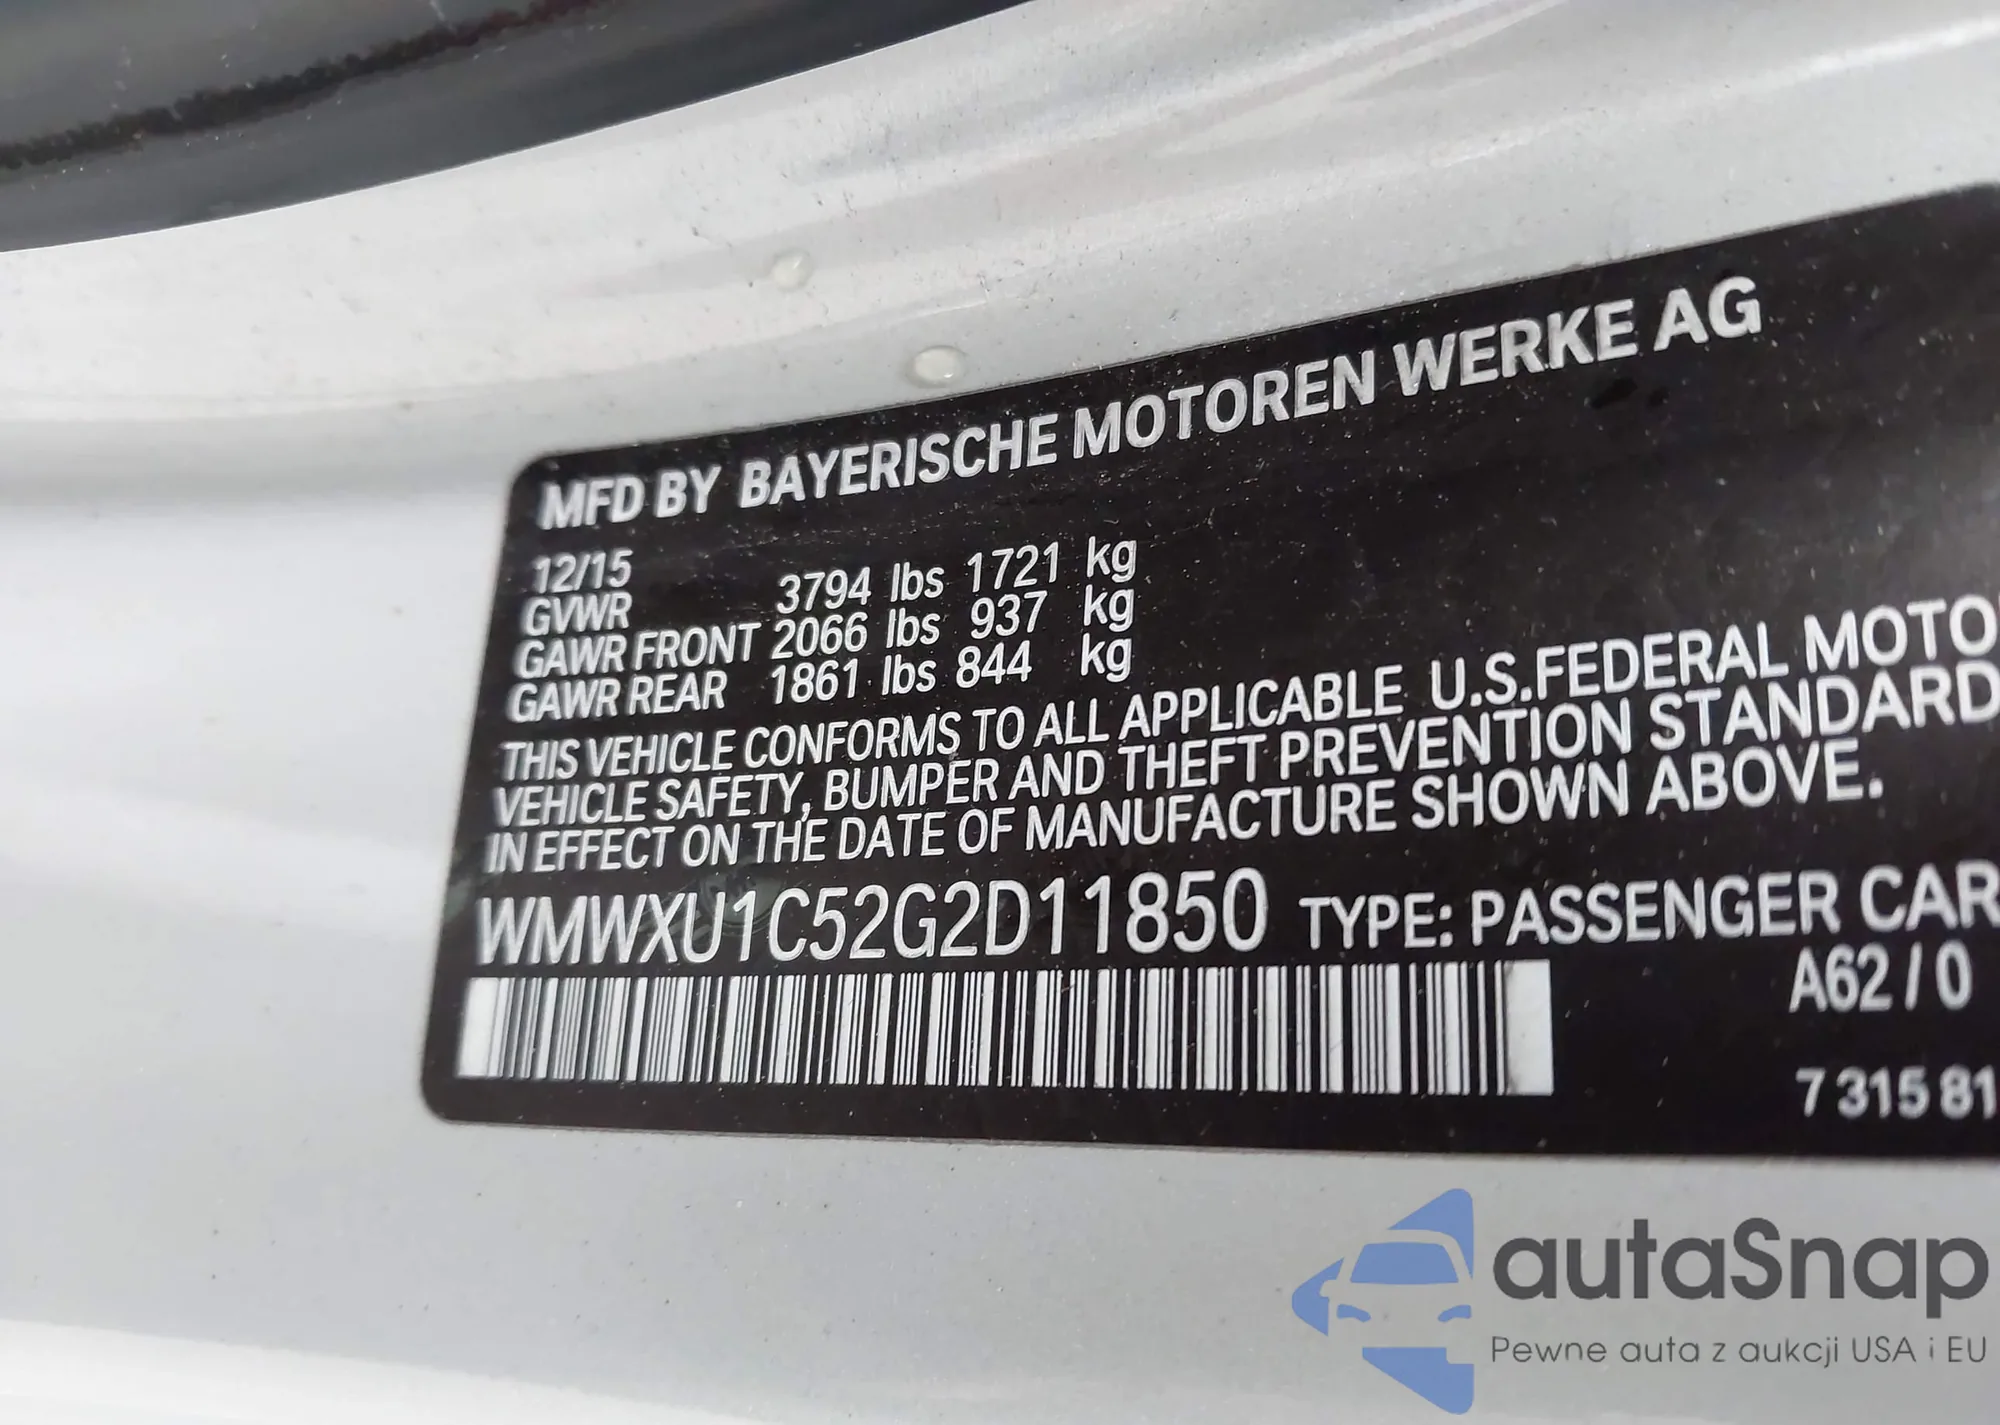 MFD BY BAYERISCHE MOTOREN WERKE AG
12/15
GVWR 3794 lbs 1721 kg
GAWR FRONT 2066 lbs 937 kg
GAWR REAR 1861 lbs 844 kg
THIS VEHICLE CONFORMS TO ALL APPLICABLE U.S.FEDERAL MOTO
VEHICLE SAFETY, BUMPER AND THEFT PREVENTION STANDARD
IN EFFECT ON THE DATE OF MANUFACTURE SHOWN ABOVE.
WMWXU1C52G2D11850 TYPE: PASSENGER CAR
A62/0
7 315 81
autoSnap
Pewne auta z aukcji USA i EU